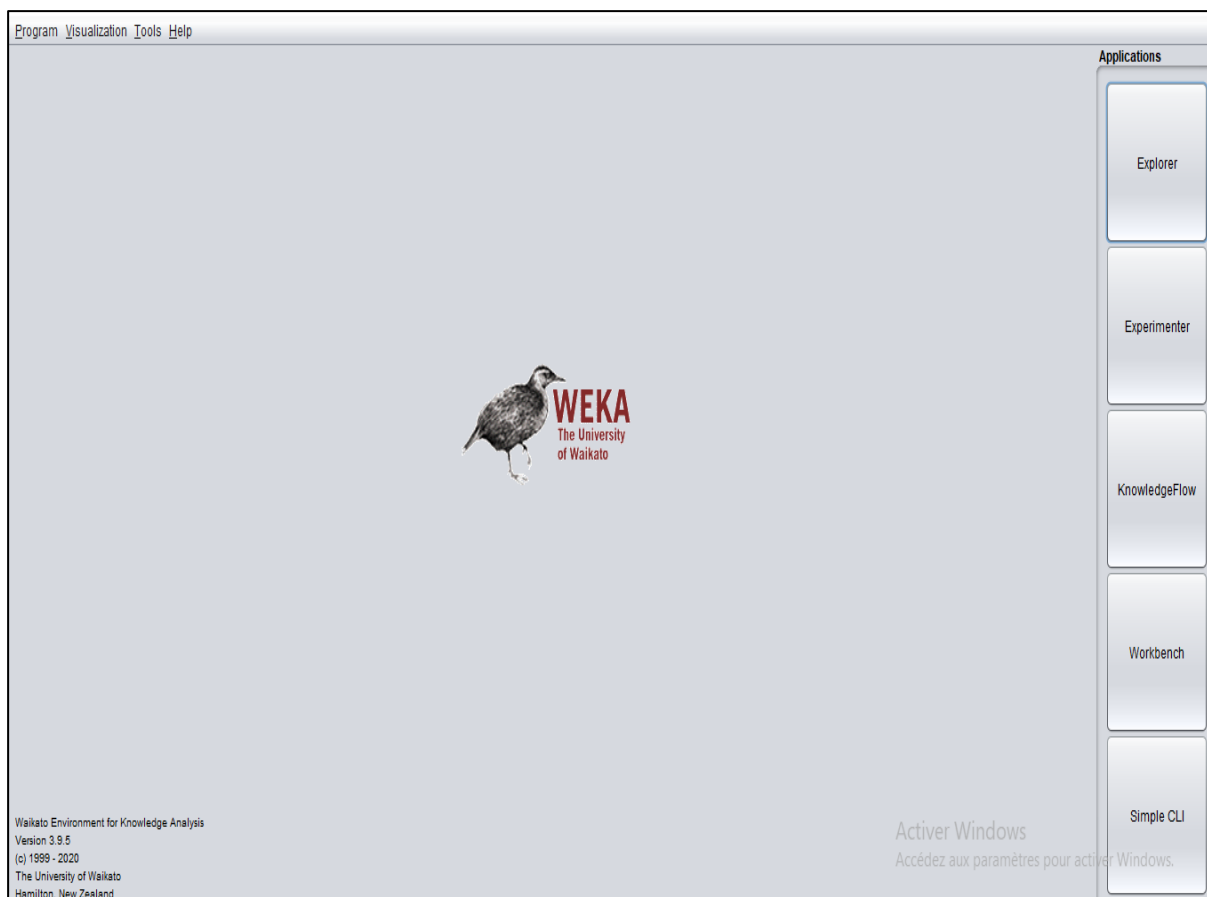 Program Visualization Tools Help
Applications
Explorer
Experimenter
KnowledgeFlow
Workbench
Simple CLI
WEKA
The University
of Waikato
Waikato Environment for Knowledge Analysis
Version 3.9.5
(c) 1999 - 2020
The University of Waikato
Hamilton, New Zealand
Activer Windows
Accédez aux paramètres pour activer Windows.